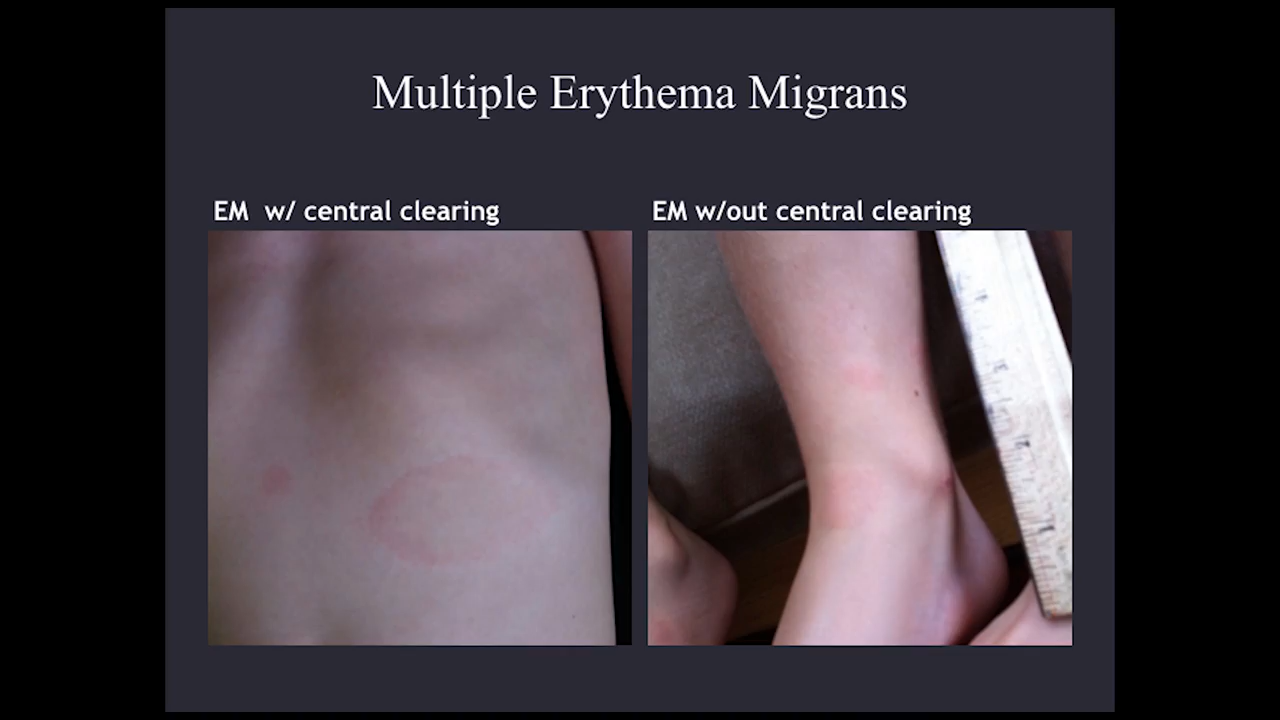 Multiple Erythema Migrans
EM w/ central clearing
EM w/out central clearing